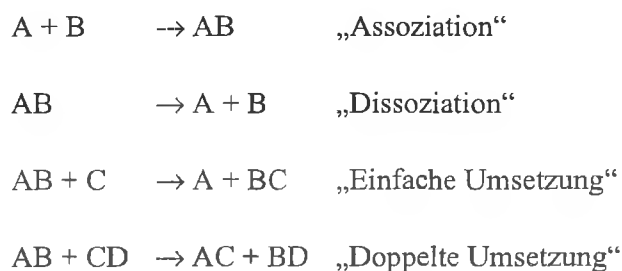 A + B --→ AB „Assoziation“
AB → A + B „Dissoziation“
AB + C → A + BC „Einfache Umsetzung“
AB + CD → AC + BD „Doppelte Umsetzung“